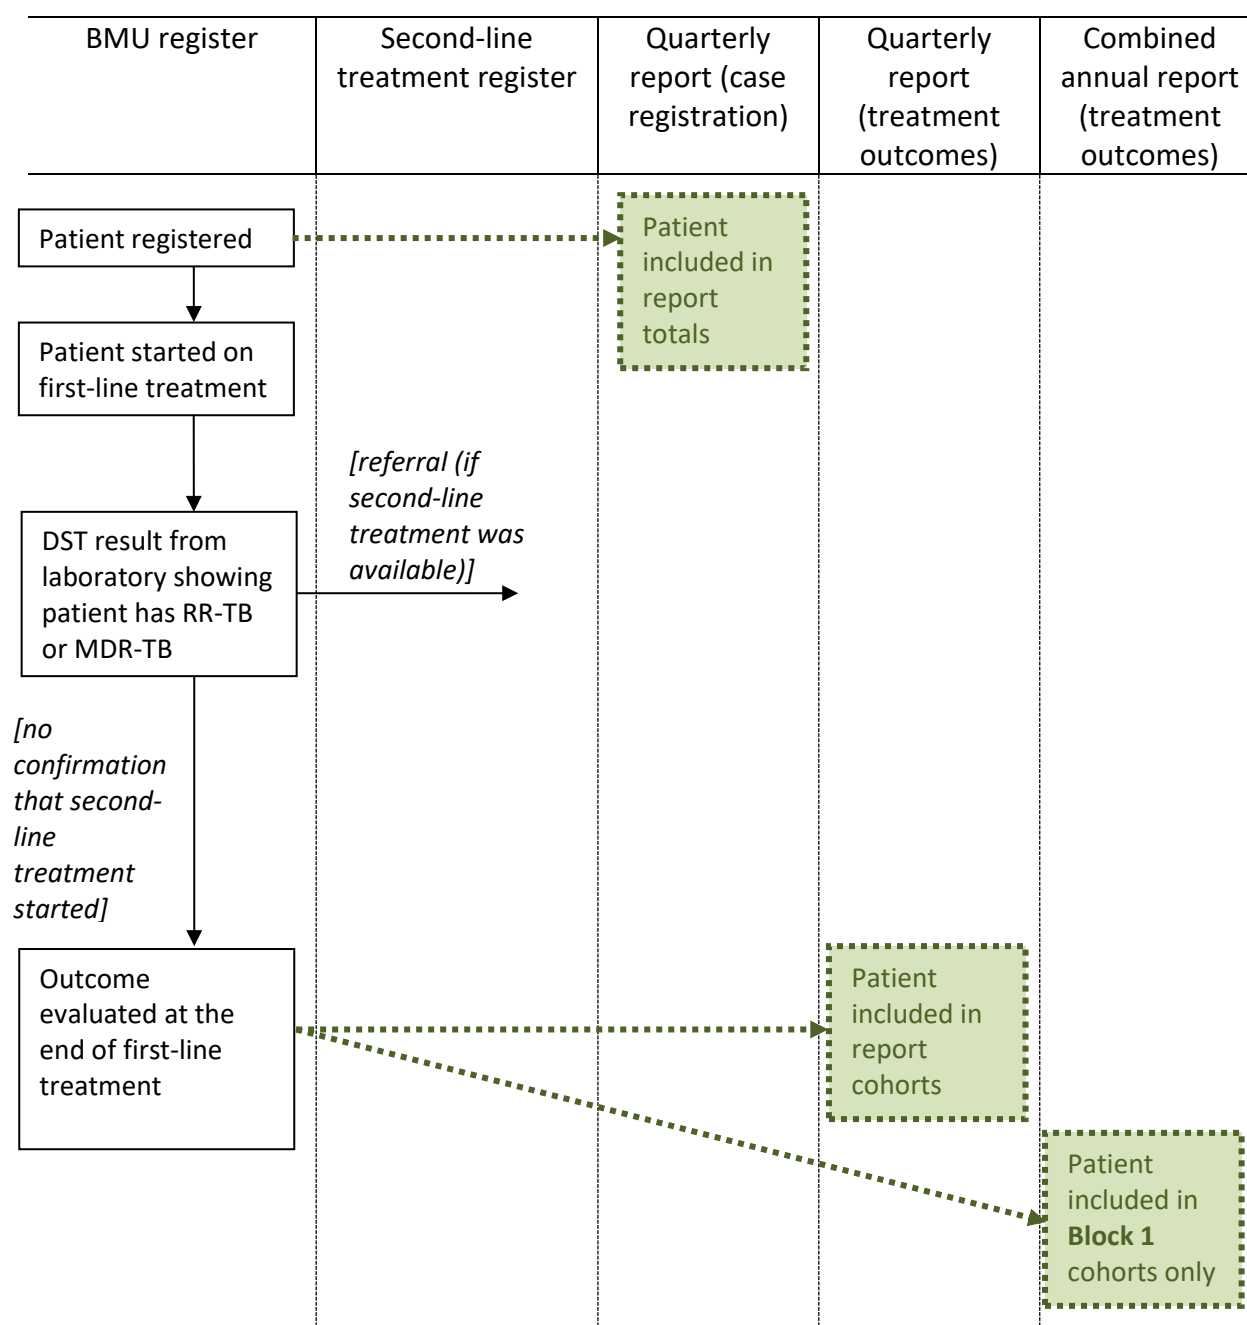 BMU register
Second-line
treatment register
Quarterly
report (case
registration)
Quarterly
report
(treatment
outcomes)
Combined
annual report
(treatment
outcomes)
Patient registered
Patient
included in
report
totals
Patient started on
first-line treatment
[referral (if
second-line
treatment was
available)]
DST result from
laboratory showing
patient has RR-TB
or MDR-TB
[no
confirmation
that second-
line
treatment
started]
Outcome
evaluated at the
end of first-line
treatment
Patient
included in
report
cohorts
Patient
included in
Block 1
cohorts only